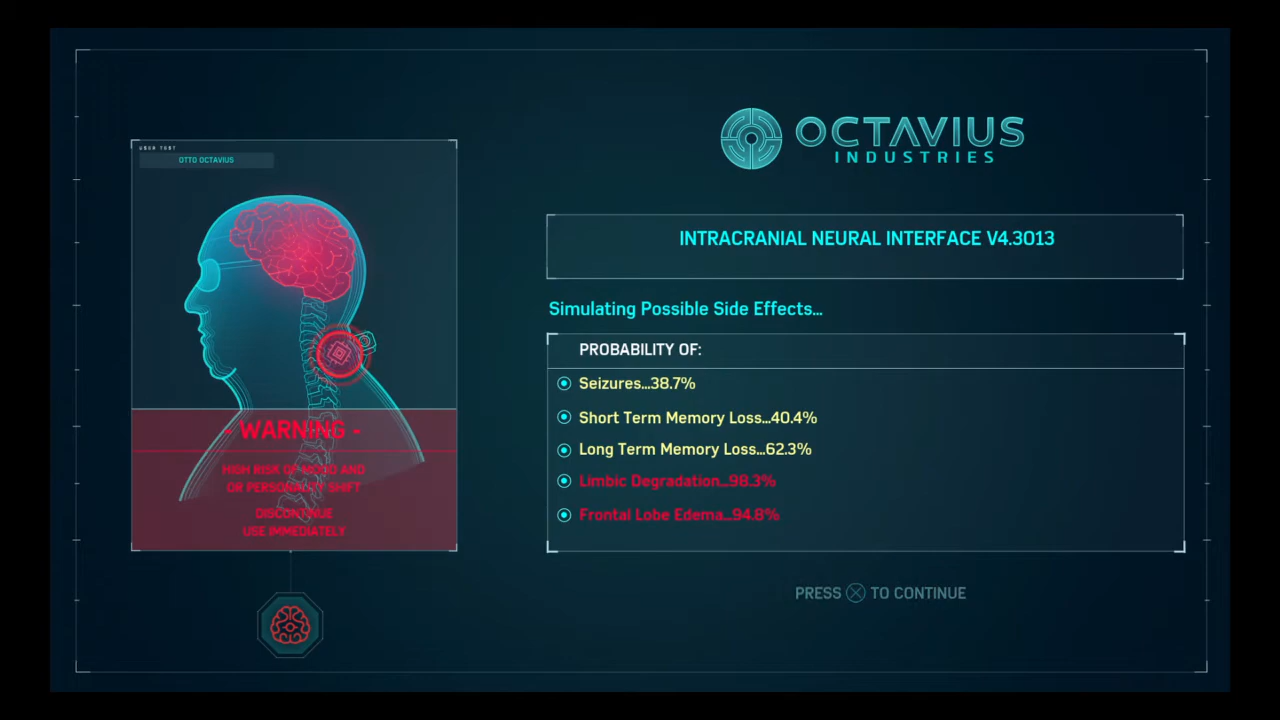 USER TEST
OTTO OCTAVIUS
OCTAVIUS
INDUSTRIES
INTRACRANIAL NEURAL INTERFACE V4.3013
Simulating Possible Side Effects...
PROBABILITY OF:
Seizures...38.7%
Short Term Memory Loss...40.4%
Long Term Memory Loss...62.3%
Limbic Degradation...98.3%
Frontal Lobe Edema...94.8%
- WARNING -
HIGH RISK OF MOOD AND
OR PERSONALITY SHIFT
DISCONTINUE
USE IMMEDIATELY
PRESS TO CONTINUE